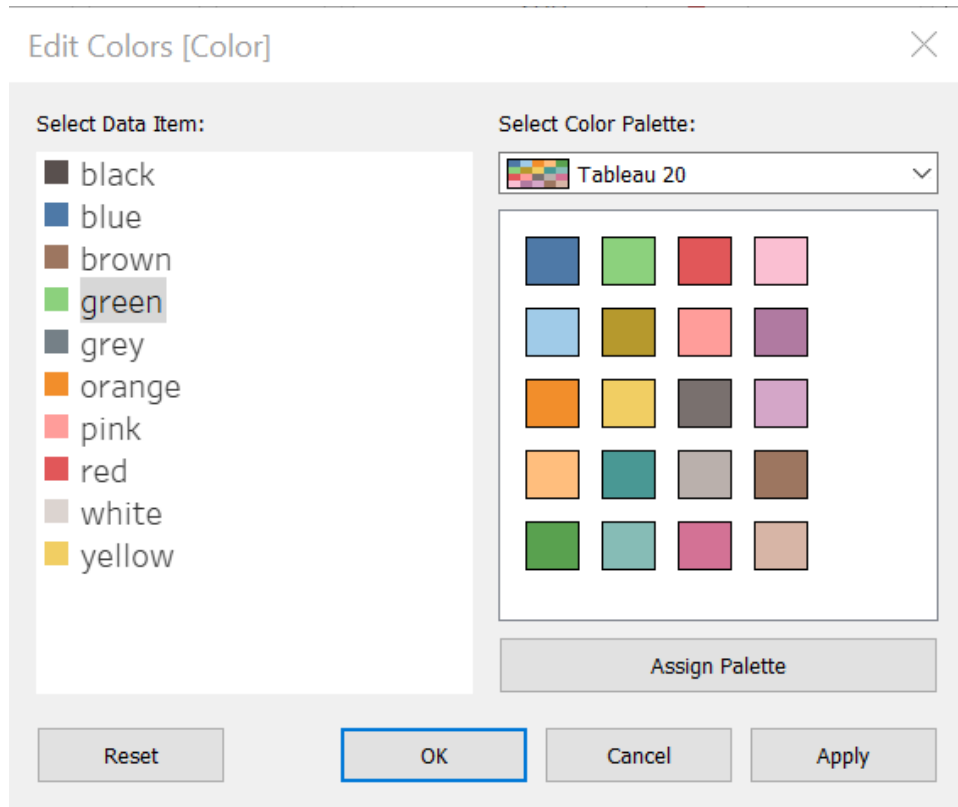 Edit Colors [Color]
Select Data Item:
black
blue
brown
green
grey
orange
pink
red
white
yellow
Select Color Palette:
Tableau 20
Assign Palette
Reset
OK
Cancel
Apply